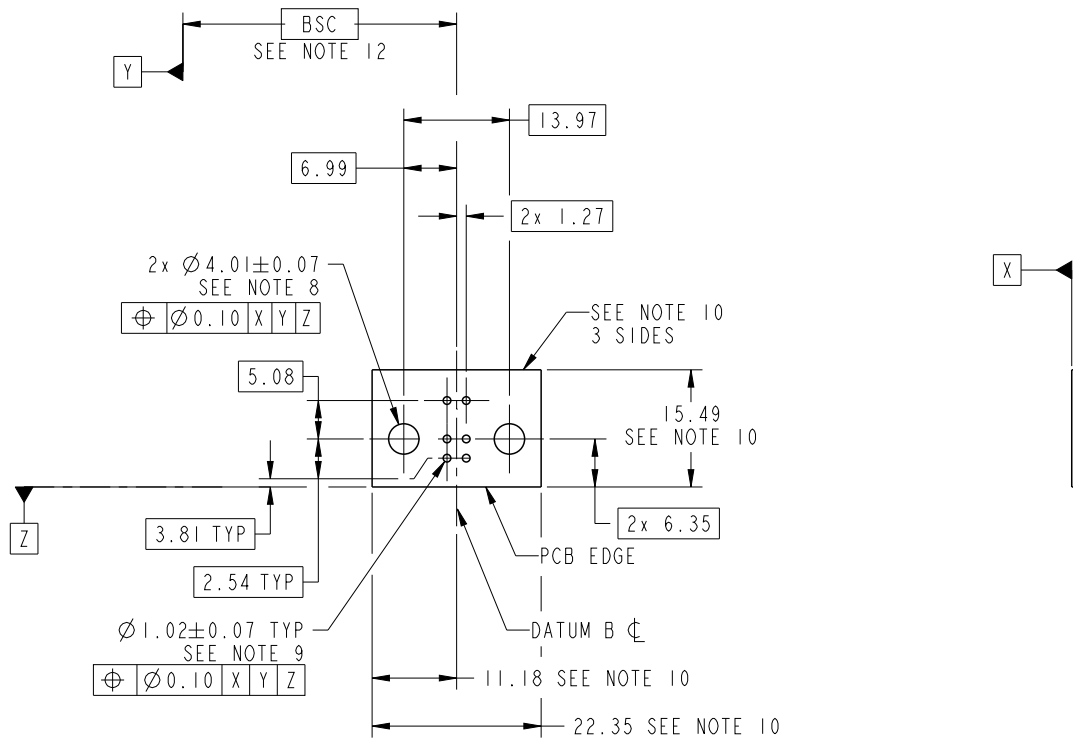 BSC
SEE NOTE 12
Y
13.97
6.99
2x 1.27
X
2x Ø4.01±0.07
SEE NOTE 8
⌖ Ø0.10 X Y Z
SEE NOTE 10
3 SIDES
5.08
15.49
SEE NOTE 10
Z
3.81 TYP
2x 6.35
PCB EDGE
2.54 TYP
Ø1.02±0.07 TYP
SEE NOTE 9
⌖ Ø0.10 X Y Z
DATUM B ℄
11.18 SEE NOTE 10
22.35 SEE NOTE 10